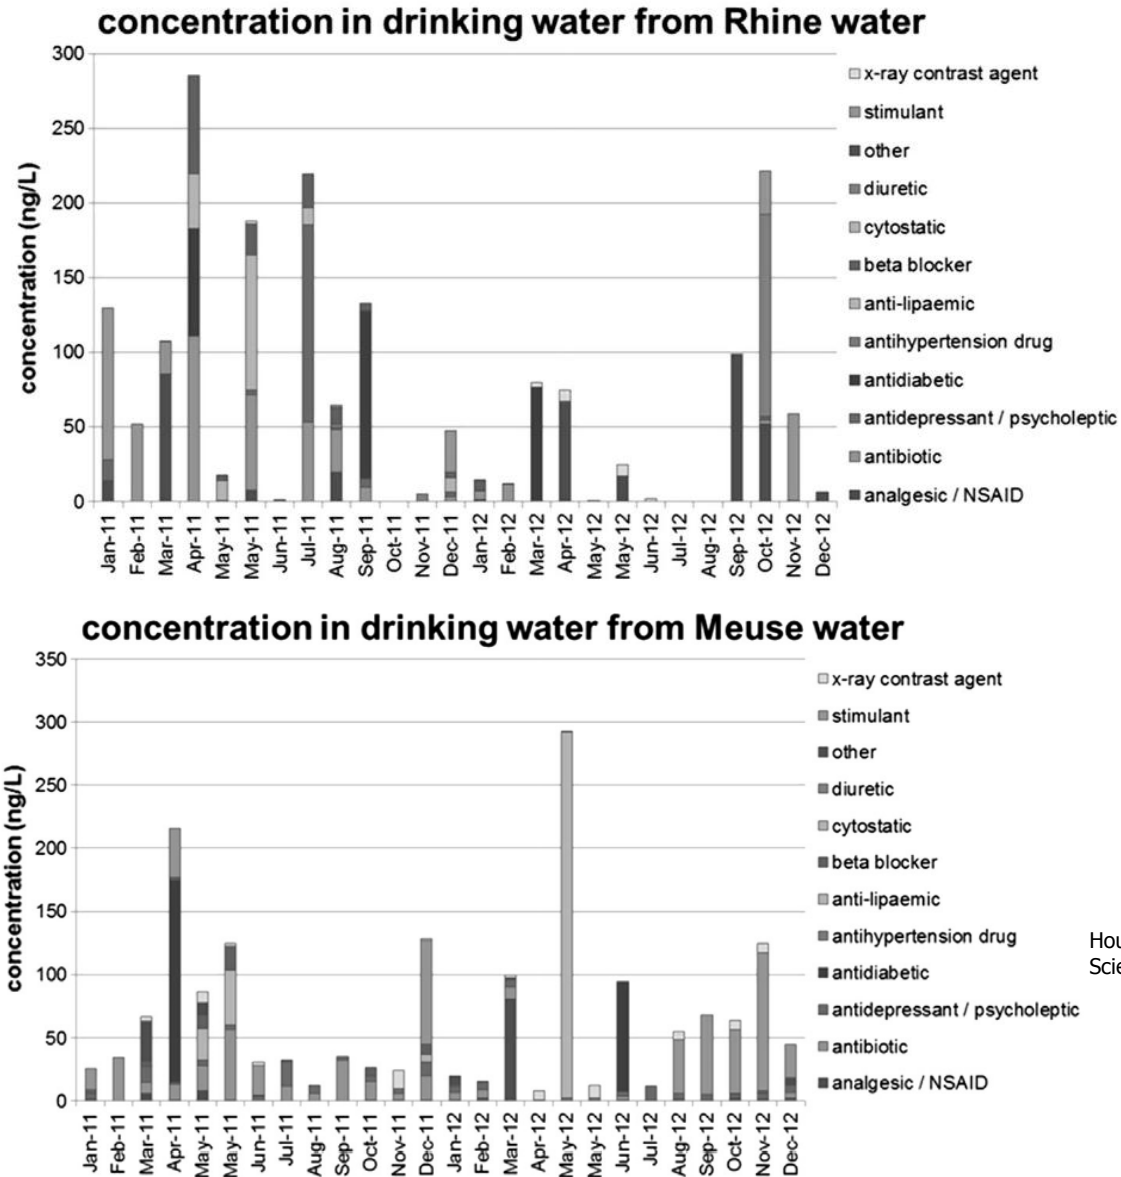 concentration in drinking water from Rhine water
concentration (ng/L)
300
250
200
150
100
50
0
Jan-11
Feb-11
Mar-11
Apr-11
May-11
May-11
Jun-11
Jul-11
Aug-11
Sep-11
Oct-11
Nov-11
Dec-11
Jan-12
Feb-12
Mar-12
Apr-12
May-12
May-12
Jun-12
Jul-12
Aug-12
Sep-12
Oct-12
Nov-12
Dec-12
x-ray contrast agent
stimulant
other
diuretic
cytostatic
beta blocker
anti-lipaemic
antihypertension drug
antidiabetic
antidepressant / psycholeptic
antibiotic
analgesic / NSAID
concentration in drinking water from Meuse water
concentration (ng/L)
350
300
250
200
150
100
50
0
Jan-11
Feb-11
Mar-11
Apr-11
May-11
May-11
Jun-11
Jul-11
Aug-11
Sep-11
Oct-11
Nov-11
Dec-11
Jan-12
Feb-12
Mar-12
Apr-12
May-12
May-12
Jun-12
Jul-12
Aug-12
Sep-12
Oct-12
Nov-12
Dec-12
x-ray contrast agent
stimulant
other
diuretic
cytostatic
beta blocker
anti-lipaemic
antihypertension drug
antidiabetic
antidepressant / psycholeptic
antibiotic
analgesic / NSAID
Hou
Scie